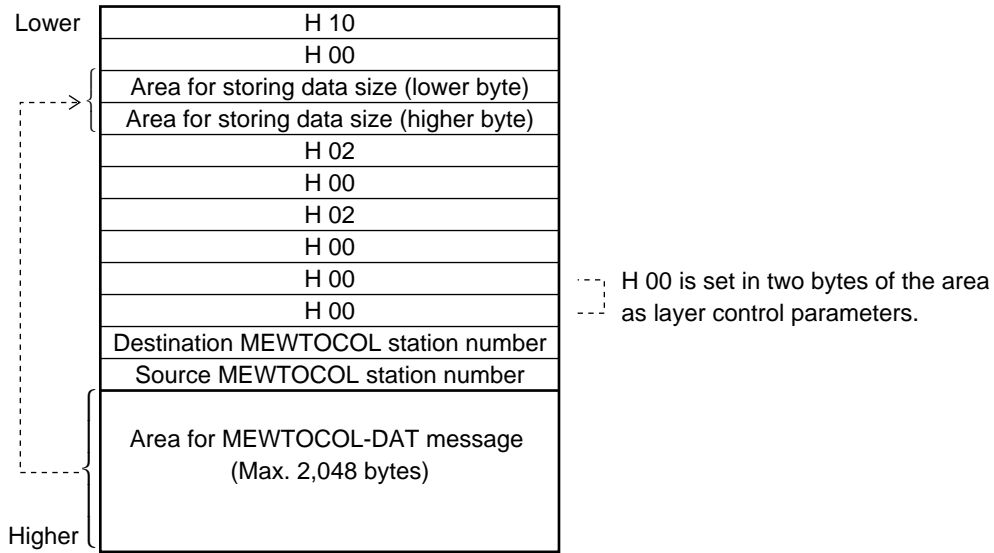 Lower
H 10
H 00
Area for storing data size (lower byte)
Area for storing data size (higher byte)
H 02
H 00
H 02
H 00
H 00
H 00
H 00 is set in two bytes of the area
as layer control parameters.
Destination MEWTOCOL station number
Source MEWTOCOL station number
Area for MEWTOCOL-DAT message
(Max. 2,048 bytes)
Higher